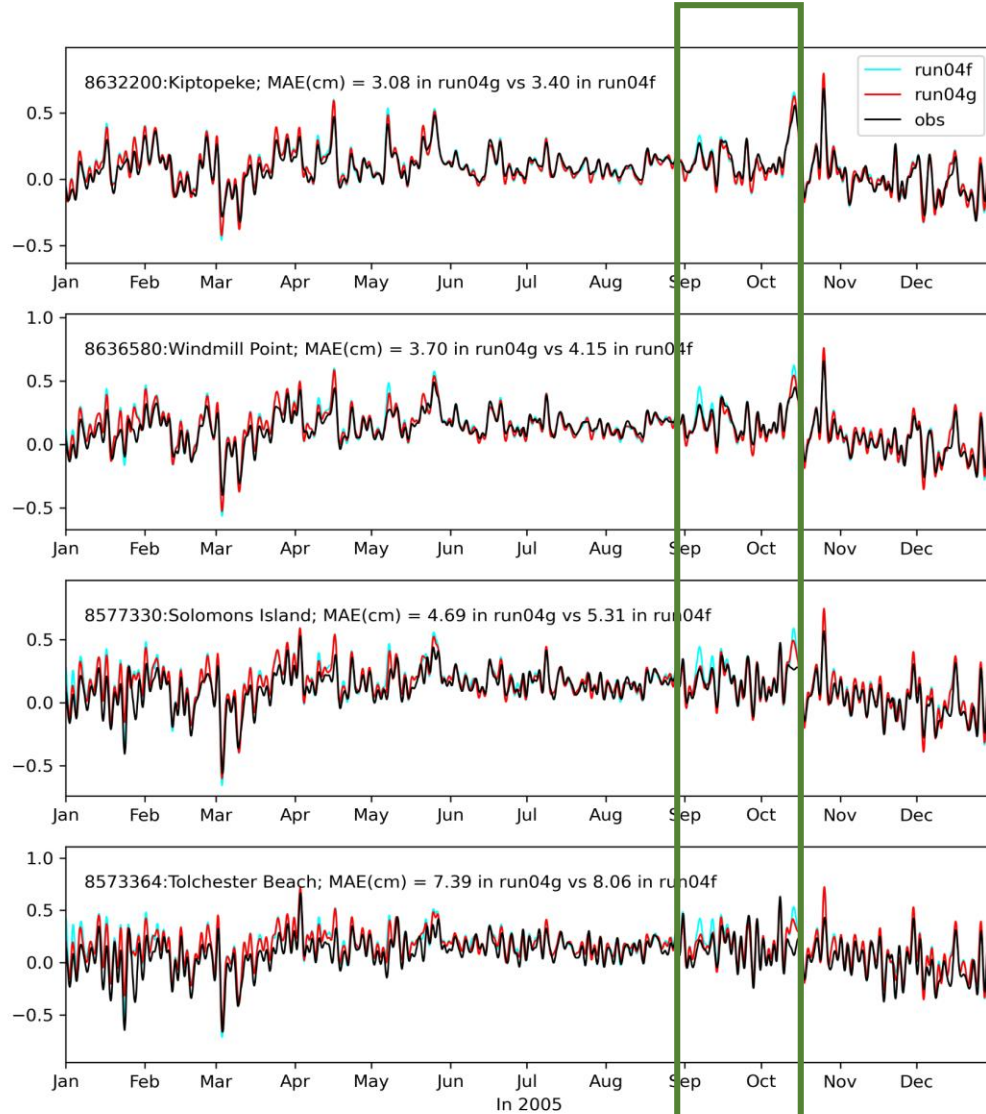 8632200:Kiptopeke; MAE(cm) = 3.08 in run04g vs 3.40 in run04f
run04f
run04g
obs
0.5
0.0
−0.5
Jan Feb Mar Apr May Jun Jul Aug Sep Oct Nov Dec
1.0
8636580:Windmill Point; MAE(cm) = 3.70 in run04g vs 4.15 in run04f
0.5
0.0
−0.5
Jan Feb Mar Apr May Jun Jul Aug Sep Oct Nov Dec
8577330:Solomons Island; MAE(cm) = 4.69 in run04g vs 5.31 in run04f
0.5
0.0
−0.5
Jan Feb Mar Apr May Jun Jul Aug Sep Oct Nov Dec
1.0
8573364:Tolchester Beach; MAE(cm) = 7.39 in run04g vs 8.06 in run04f
0.5
0.0
−0.5
Jan Feb Mar Apr May Jun Jul Aug Sep Oct Nov Dec
In 2005